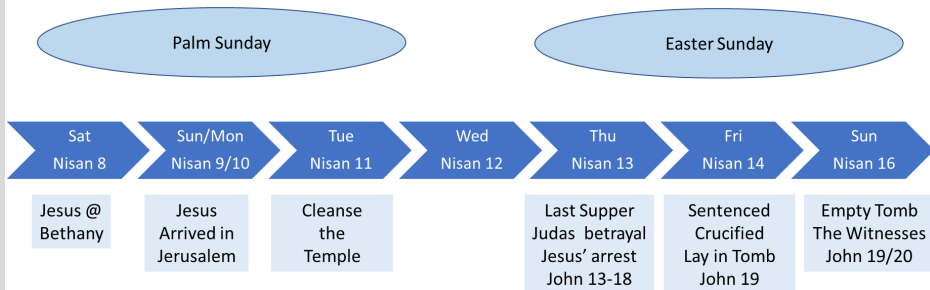 Palm Sunday
Easter Sunday
Sat
Nisan 8
Sun/Mon
Nisan 9/10
Tue
Nisan 11
Wed
Nisan 12
Thu
Nisan 13
Fri
Nisan 14
Sun
Nisan 16
Jesus @
Bethany
Jesus
Arrived in
Jerusalem
Cleanse
the
Temple
Last Supper
Judas betrayal
Jesus’ arrest
John 13-18
Sentenced
Crucified
Lay in Tomb
John 19
Empty Tomb
The Witnesses
John 19/20